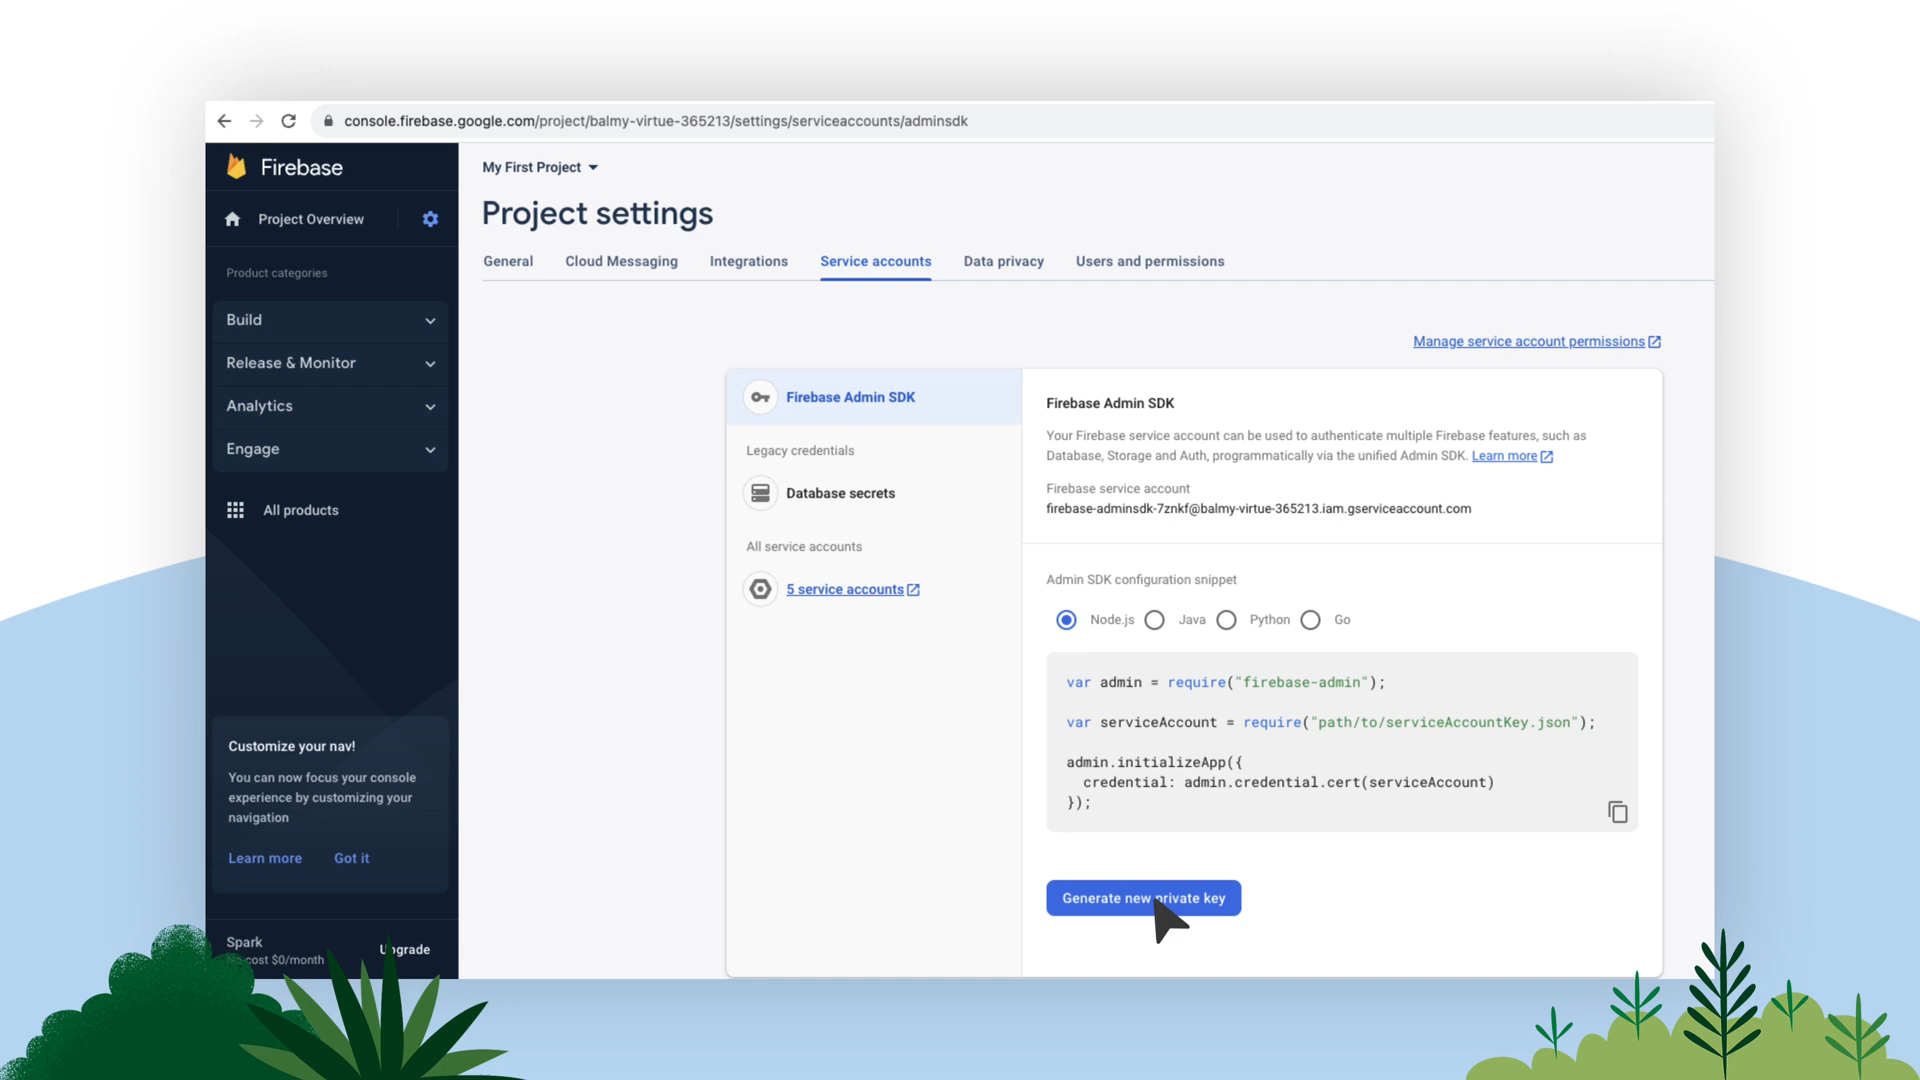 console.firebase.google.com/project/balmy-virtue-365213/settings/serviceaccounts/adminsdk
Firebase
Project Overview
Product categories
Build
Release & Monitor
Analytics
Engage
All products
Customize your nav!
You can now focus your console
experience by customizing your
navigation
Learn more Got it
Spark
cost $0/month
Upgrade
My First Project
Project settings
General Cloud Messaging Integrations Service accounts Data privacy Users and permissions
Manage service account permissions
Firebase Admin SDK
Legacy credentials
Database secrets
All service accounts
5 service accounts
Firebase Admin SDK
Your Firebase service account can be used to authenticate multiple Firebase features, such as
Database, Storage and Auth, programmatically via the unified Admin SDK. Learn more
Firebase service account
firebase-adminsdk-7znkf@balmy-virtue-365213.iam.gserviceaccount.com
Admin SDK configuration snippet
Node.js Java Python Go
var admin = require("firebase-admin");
var serviceAccount = require("path/to/serviceAccountKey.json");
admin.initializeApp({
  credential: admin.credential.cert(serviceAccount)
});
Generate new private key